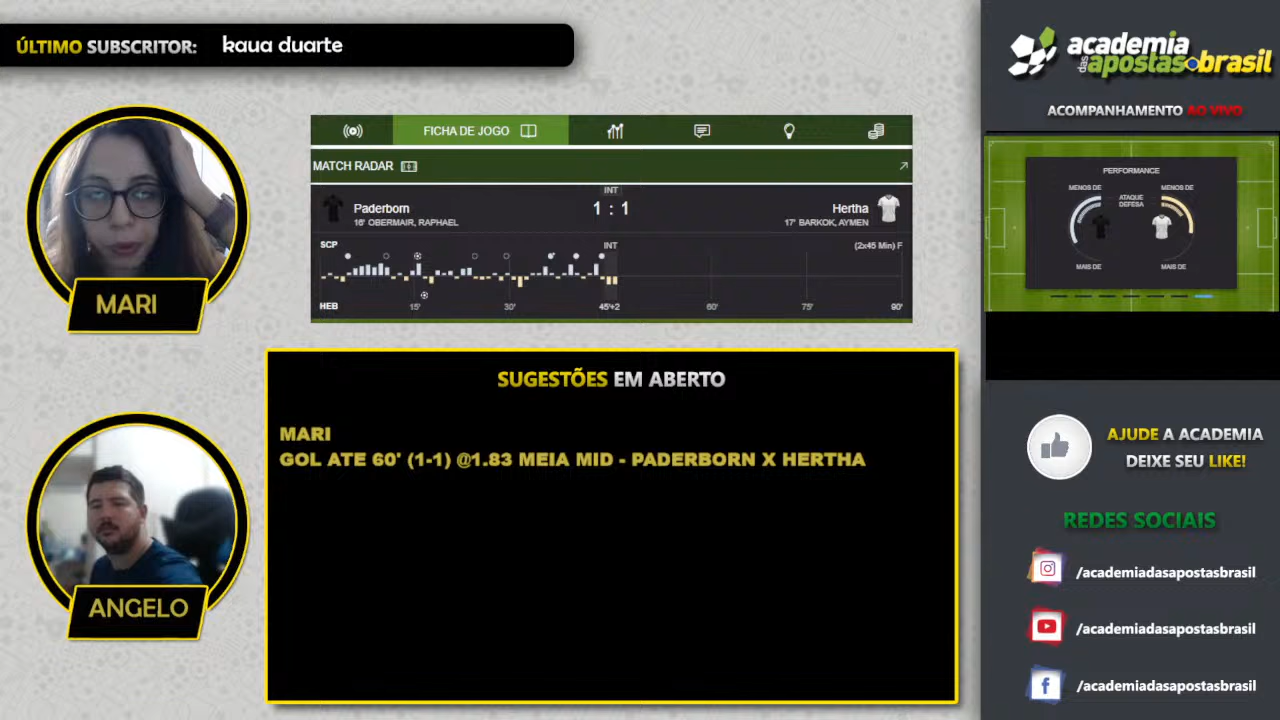 ÚLTIMO SUBSCRITOR: kaua duarte
academia
das apostas brasil
ACOMPANHAMENTO AO VIVO
FICHA DE JOGO
MATCH RADAR
INT
Paderborn 1 : 1 Hertha
16' OBERMAIR, RAPHAEL 17' BARKOK, AYMEN
SCP INT (2x45 Min) F
HEB 15' 30' 45'+2 60' 75' 90'
PERFORMANCE
MENOS DE MENOS DE
ATAQUE
DEFESA
MAIS DE MAIS DE
MARI
ANGELO
SUGESTÕES EM ABERTO
MARI
GOL ATE 60' (1-1) @1.83 MEIA MID - PADERBORN X HERTHA
AJUDE A ACADEMIA
DEIXE SEU LIKE!
REDES SOCIAIS
/academiadasapostasbrasil
/academiadasapostasbrasil
/academiadasapostasbrasil